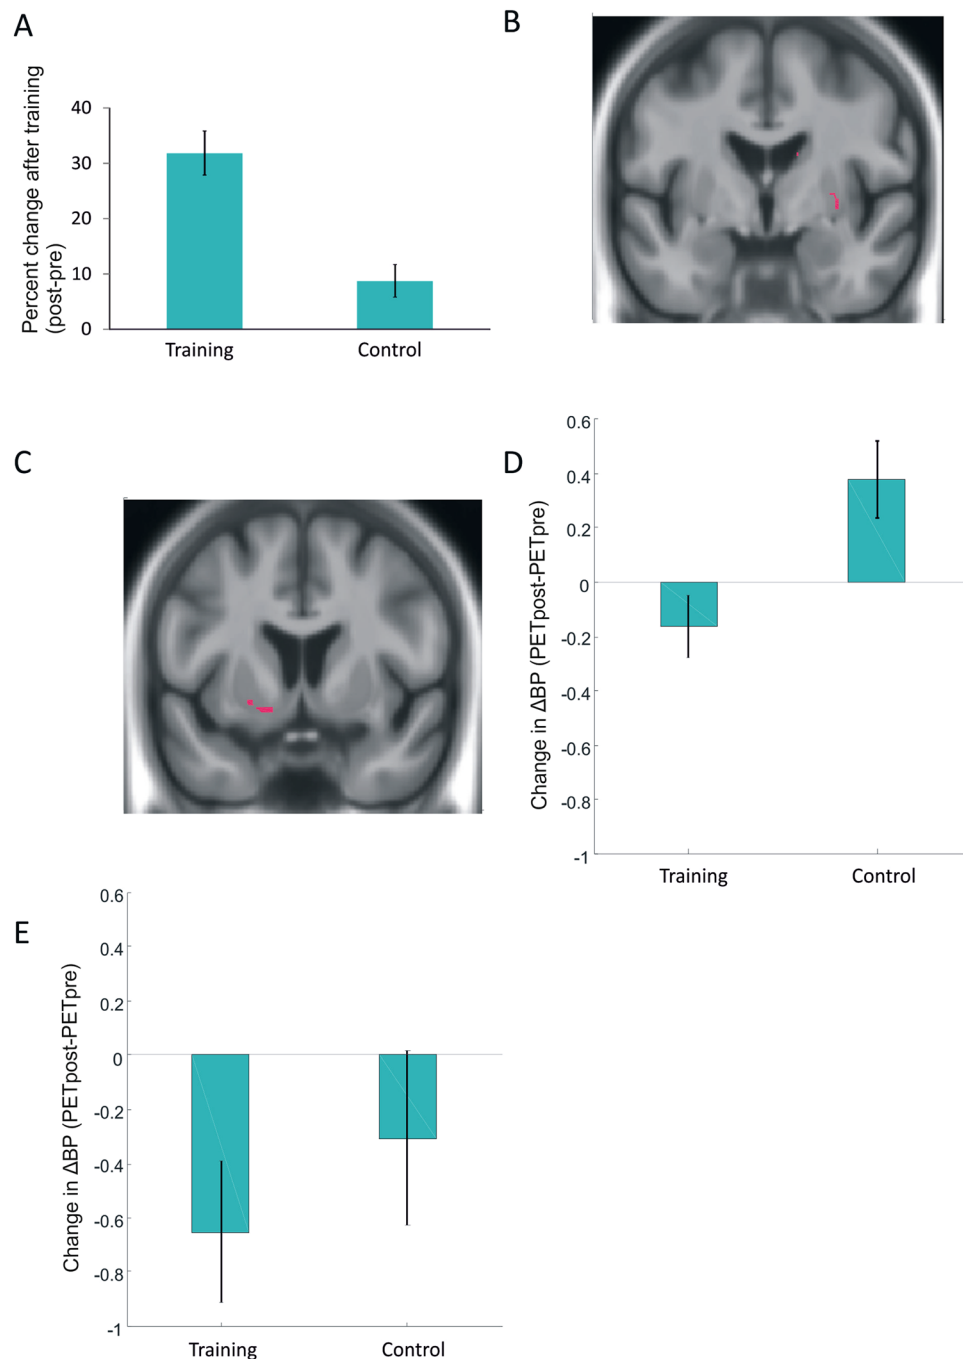 A
Percent change after training
(post-pre)
40
30
20
10
0
Training
Control
B
C
D
Change in ΔBP (PETpost-PETpre)
0.6
0.4
0.2
0
-0.2
-0.4
-0.6
-0.8
-1
Training
Control
E
Change in ΔBP (PETpost-PETpre)
0.6
0.4
0.2
0
-0.2
-0.4
-0.6
-0.8
-1
Training
Control